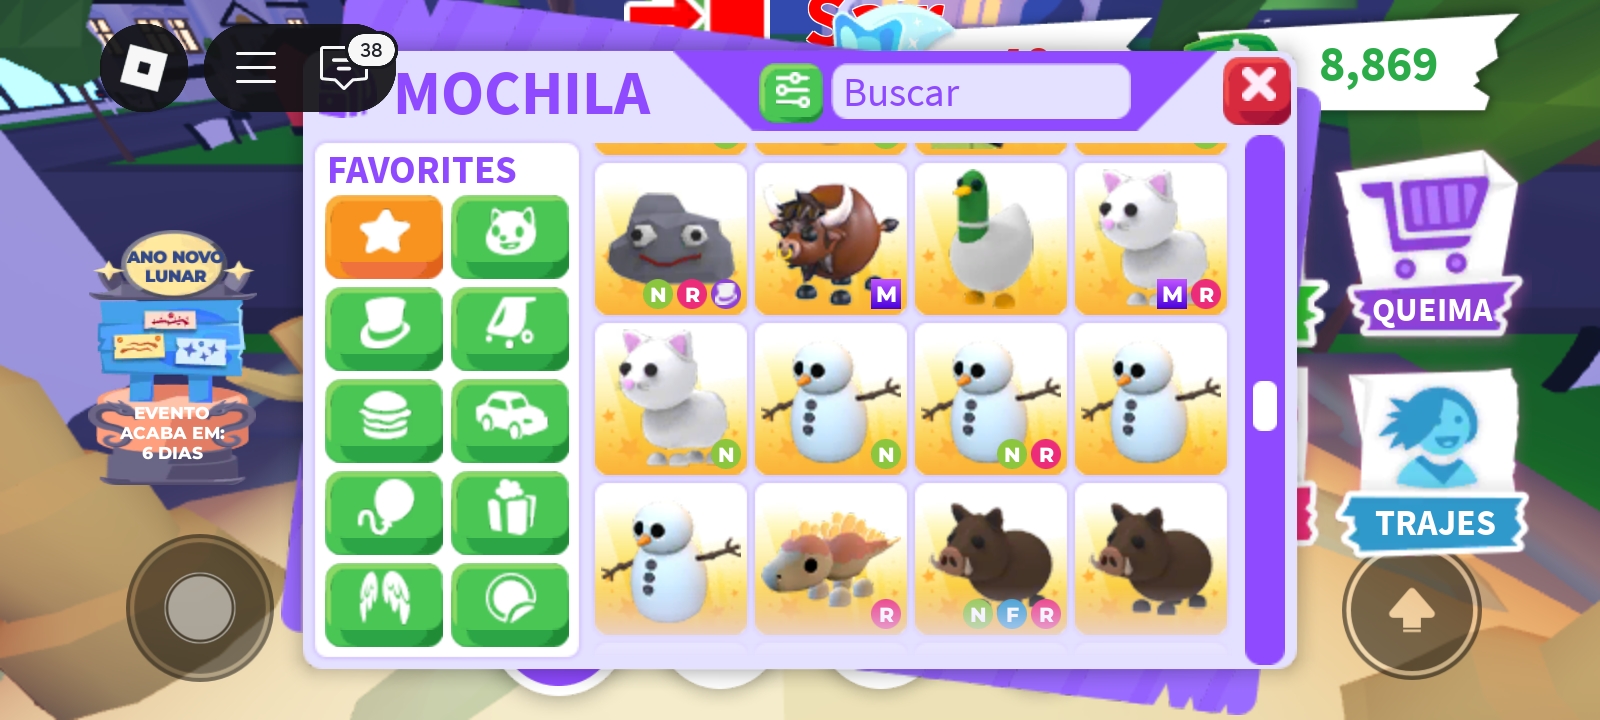 38
MOCHILA
Buscar
8,869
FAVORITES
ANO NOVO
LUNAR
EVENTO
ACABA EM:
6 DIAS
N R
M
M R
N
N
N R
R
N F R
QUEIMA
TRAJES